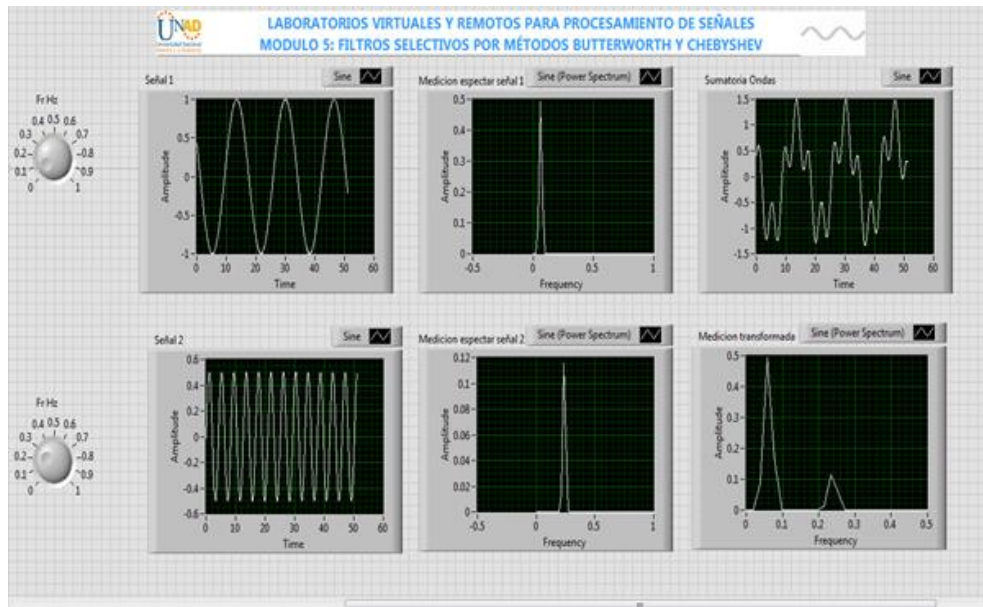 UNAD
LABORATORIOS VIRTUALES Y REMOTOS PARA PROCESAMIENTO DE SEÑALES
MODULO 5: FILTROS SELECTIVOS POR MÉTODOS BUTTERWORTH Y CHEBYSHEV
Fr Hz
0 0.1 0.2 0.3 0.4 0.5 0.6 0.7 -0.8 0.9 1
Señal 1
Sine
Amplitude
1
0.5
0
-0.5
-1
0 10 20 30 40 50 60
Time
Medicion espectar señal 1
Sine (Power Spectrum)
Amplitude
0.5
0.4
0.3
0.2
0.1
0
-0.5 0 0.5 1
Frequency
Sumatoria Ondas
Sine
Amplitude
1.5
1
0.5
0
-0.5
-1
-1.5
0 10 20 30 40 50 60
Time
Fr Hz
0 0.1 0.2 0.3 0.4 0.5 0.6 0.7 -0.8 0.9 1
Señal 2
Sine
Amplitude
0.6
0.4
0.2
0
-0.2
-0.4
-0.6
0 10 20 30 40 50 60
Time
Medicion espectar señal 2
Sine (Power Spectrum)
Amplitude
0.12
0.1
0.08
0.06
0.04
0.02
0
-0.5 0 0.5 1
Frequency
Medicion transformada
Sine (Power Spectrum)
Amplitude
0.5
0.4
0.3
0.2
0.1
0
0 0.1 0.2 0.3 0.4 0.5
Frequency